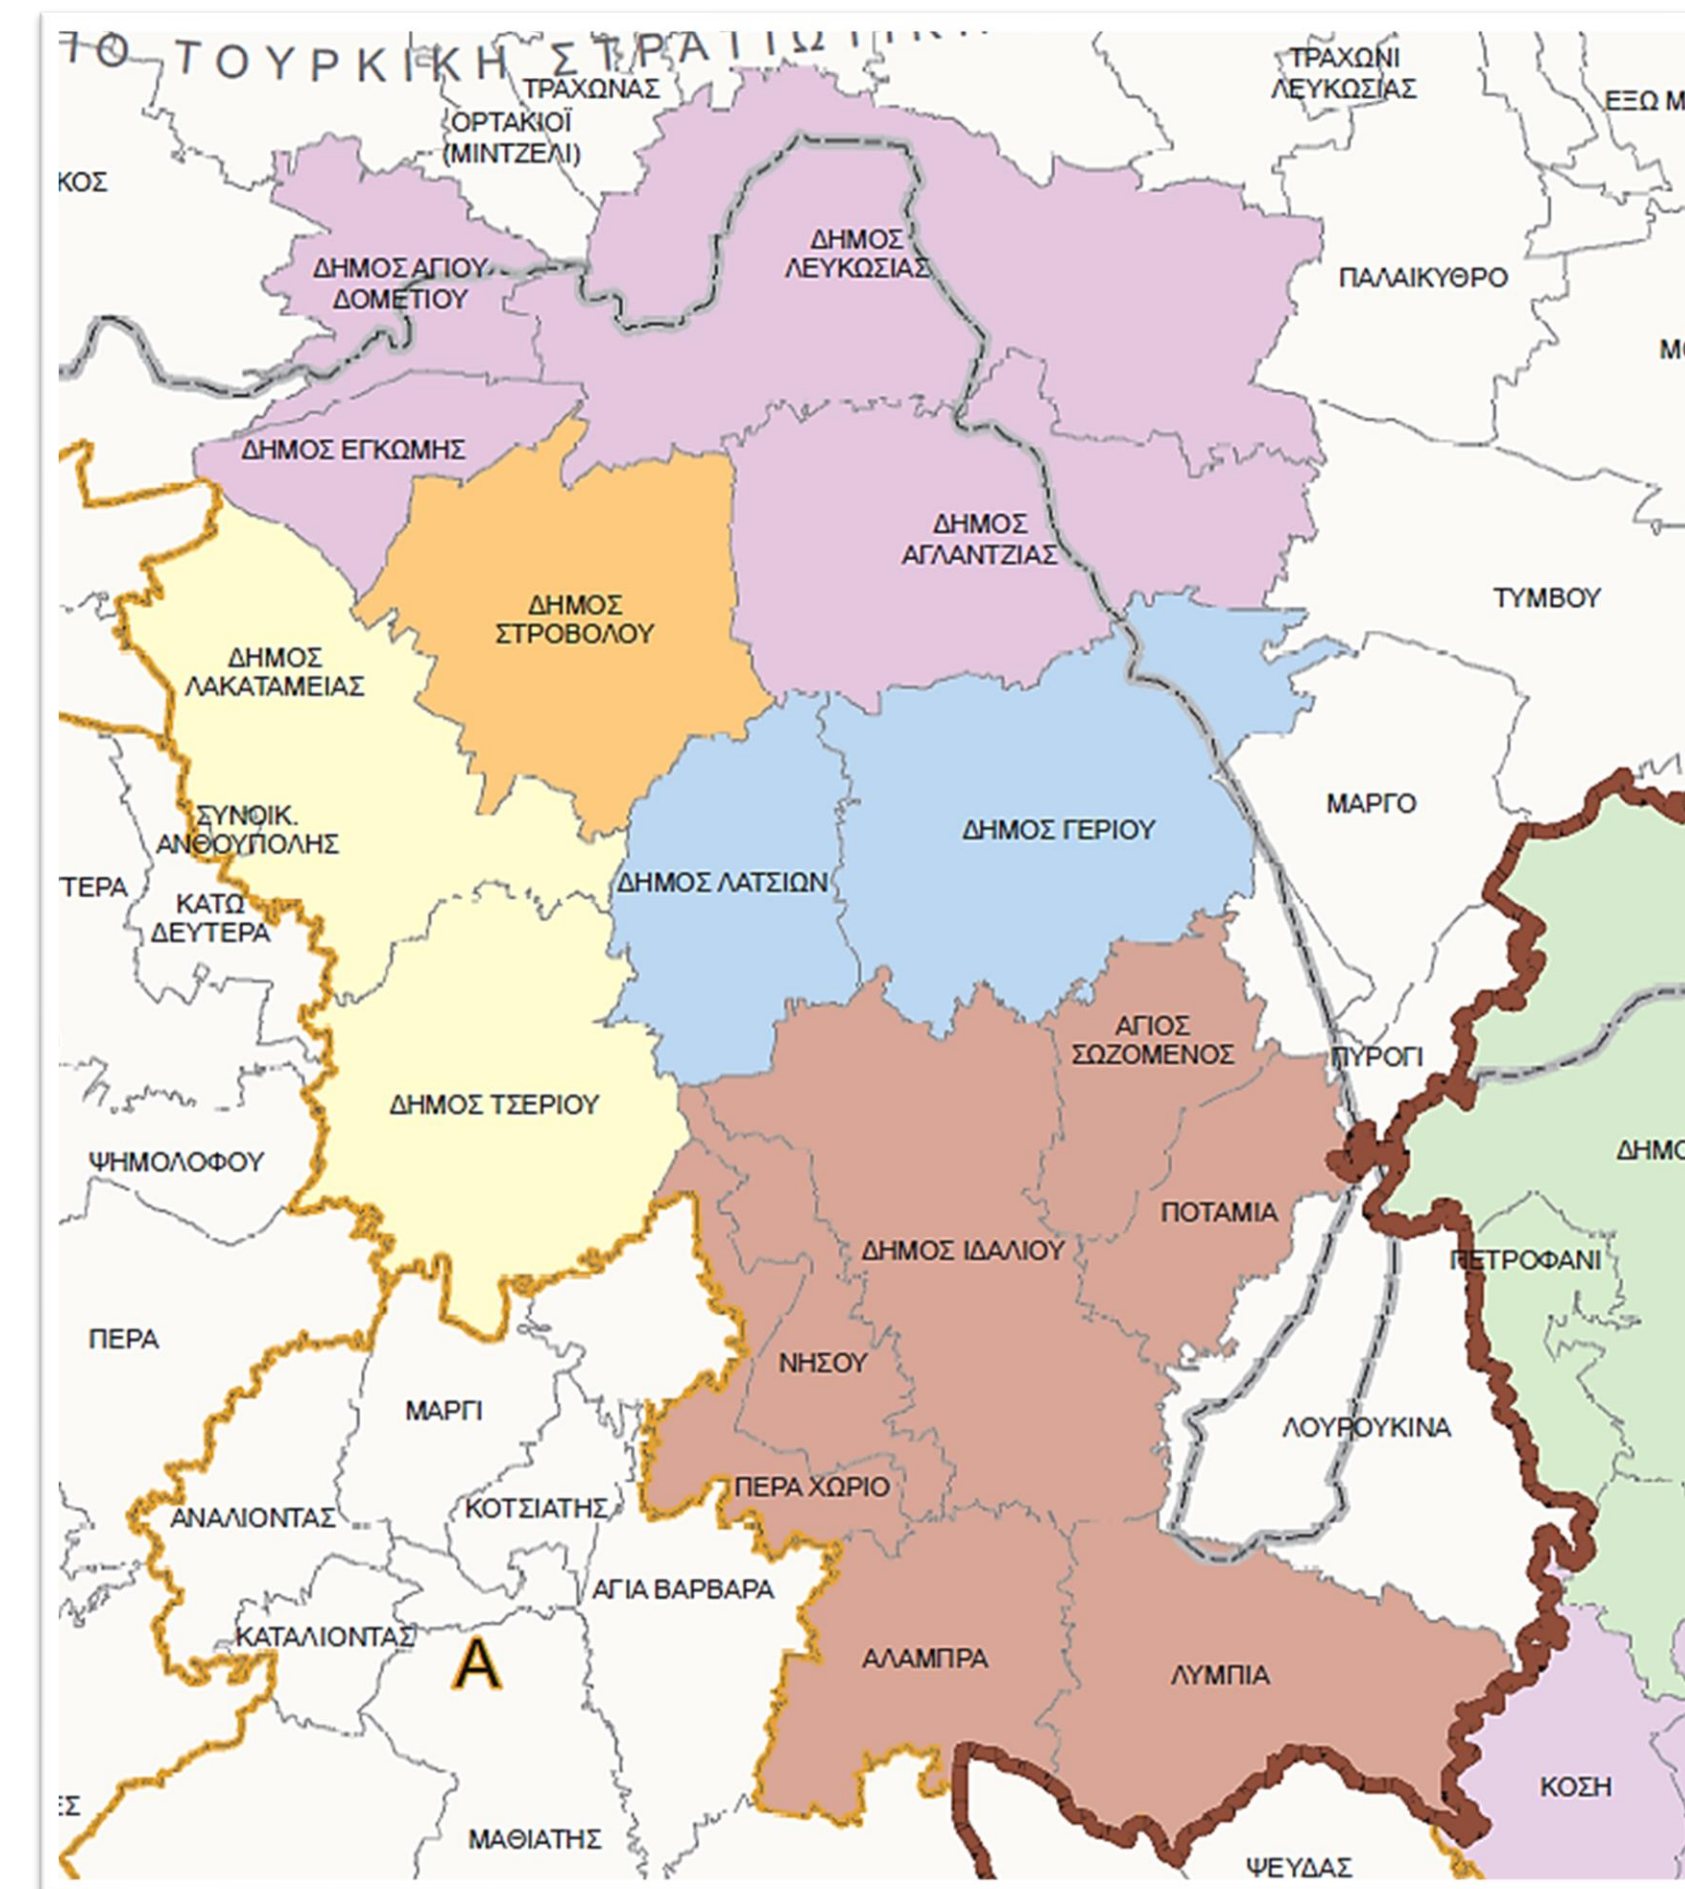 ΤΟΥΡΚΙΚΗ
ΤΡΑΧΩΝΑΣ
ΤΡΑΧΩΝΙ
ΛΕΥΚΩΣΙΑΣ
ΕΞΩ Μ
ΟΡΤΑΚΙΟΪ
(ΜΙΝΤΖΕΛΙ)
ΚΟΣ
ΔΗΜΟΣ
ΛΕΥΚΩΣΙΑΣ
ΔΗΜΟΣ ΑΓΙΟΥ
ΔΟΜΕΤΙΟΥ
ΠΑΛΑΙΚΥΘΡΟ
ΔΗΜΟΣ ΕΓΚΩΜΗΣ
ΔΗΜΟΣ
ΑΓΛΑΝΤΖΙΑΣ
ΔΗΜΟΣ
ΣΤΡΟΒΟΛΟΥ
ΤΥΜΒΟΥ
ΔΗΜΟΣ
ΛΑΚΑΤΑΜΕΙΑΣ
ΣΥΝΟΙΚ.
ΑΝΘΟΥΠΟΛΗΣ
ΜΑΡΓΟ
ΔΗΜΟΣ ΓΕΡΙΟΥ
ΤΕΡΑ
ΚΑΤΩ
ΔΕΥΤΕΡΑ
ΔΗΜΟΣ ΛΑΤΣΙΩΝ
ΑΓΙΟΣ
ΣΩΖΟΜΕΝΟΣ
ΠΥΡΟΓΙ
ΔΗΜΟΣ ΤΣΕΡΙΟΥ
ΔΗΜΟ
ΨΗΜΟΛΟΦΟΥ
ΠΟΤΑΜΙΑ
ΔΗΜΟΣ ΙΔΑΛΙΟΥ
ΠΕΤΡΟΦΑΝΙ
ΠΕΡΑ
ΝΗΣΟΥ
ΜΑΡΓΙ
ΛΟΥΡΟΥΚΙΝΑ
ΠΕΡΑ ΧΩΡΙΟ
ΑΝΑΛΙΟΝΤΑΣ
ΚΟΤΣΙΑΤΗΣ
ΑΓΙΑ ΒΑΡΒΑΡΑ
ΚΑΤΑΛΙΟΝΤΑΣ
Α
ΑΛΑΜΠΡΑ
ΛΥΜΠΙΑ
ΚΟΣΗ
ΕΣ
ΜΑΘΙΑΤΗΣ
ΨΕΥΔΑΣ